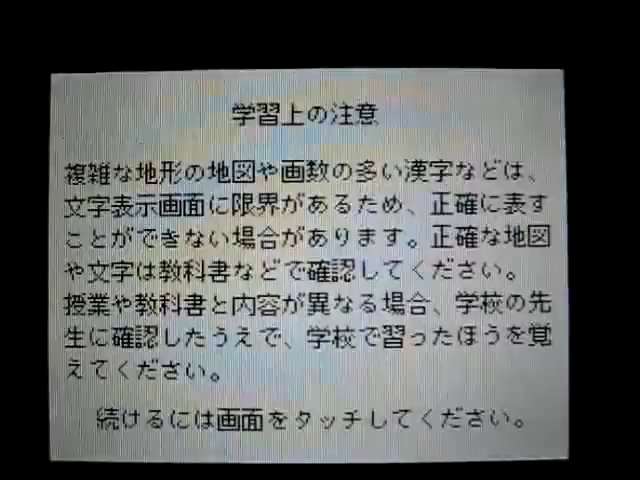 学習上の注意
複雑な地形の地図や画数の多い漢字などは、
文字表示画面に限界があるため、正確に表す
ことができない場合があります。正確な地図
や文字は教科書などで確認してください。
授業や教科書と内容が異なる場合、学校の先
生に確認したうえで、学校で習ったほうを覚
えてください。
続けるには画面をタッチしてください。